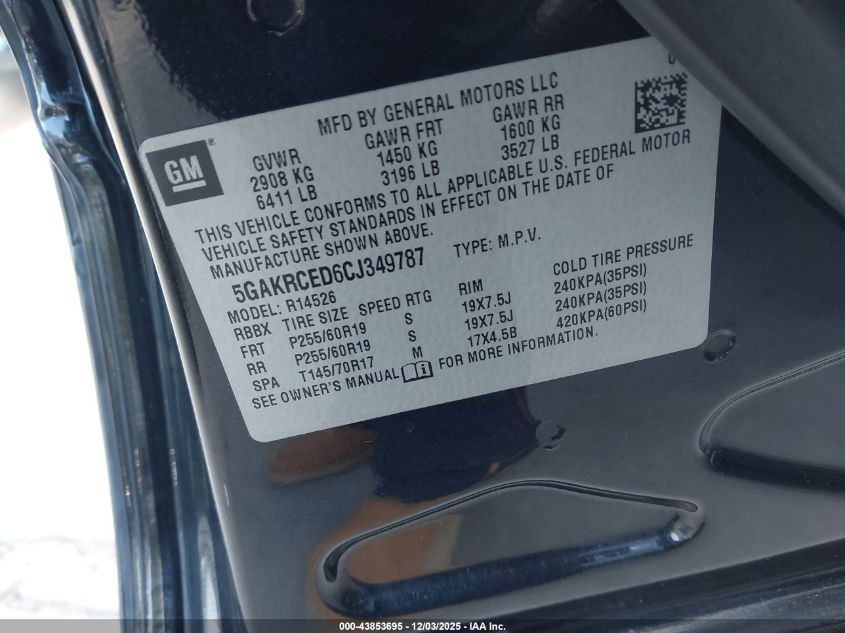 MFD BY GENERAL MOTORS LLC
GM
GVWR GAWR FRT GAWR RR
2908 KG 1450 KG 1600 KG
6411 LB 3196 LB 3527 LB
THIS VEHICLE CONFORMS TO ALL APPLICABLE U.S. FEDERAL MOTOR
VEHICLE SAFETY STANDARDS IN EFFECT ON THE DATE OF
MANUFACTURE SHOWN ABOVE.
5GAKRCED6CJ349787 TYPE: M.P.V.
MODEL: R14526
RBBX TIRE SIZE SPEED RTG RIM COLD TIRE PRESSURE
FRT P255/60R19 S 19X7.5J 240KPA(35PSI)
RR P255/60R19 S 19X7.5J 240KPA(35PSI)
SPA T145/70R17 M 17X4.5B 420KPA(60PSI)
SEE OWNER'S MANUAL FOR MORE INFORMATION.
000-43853695 - 12/03/2025 - IAA Inc.